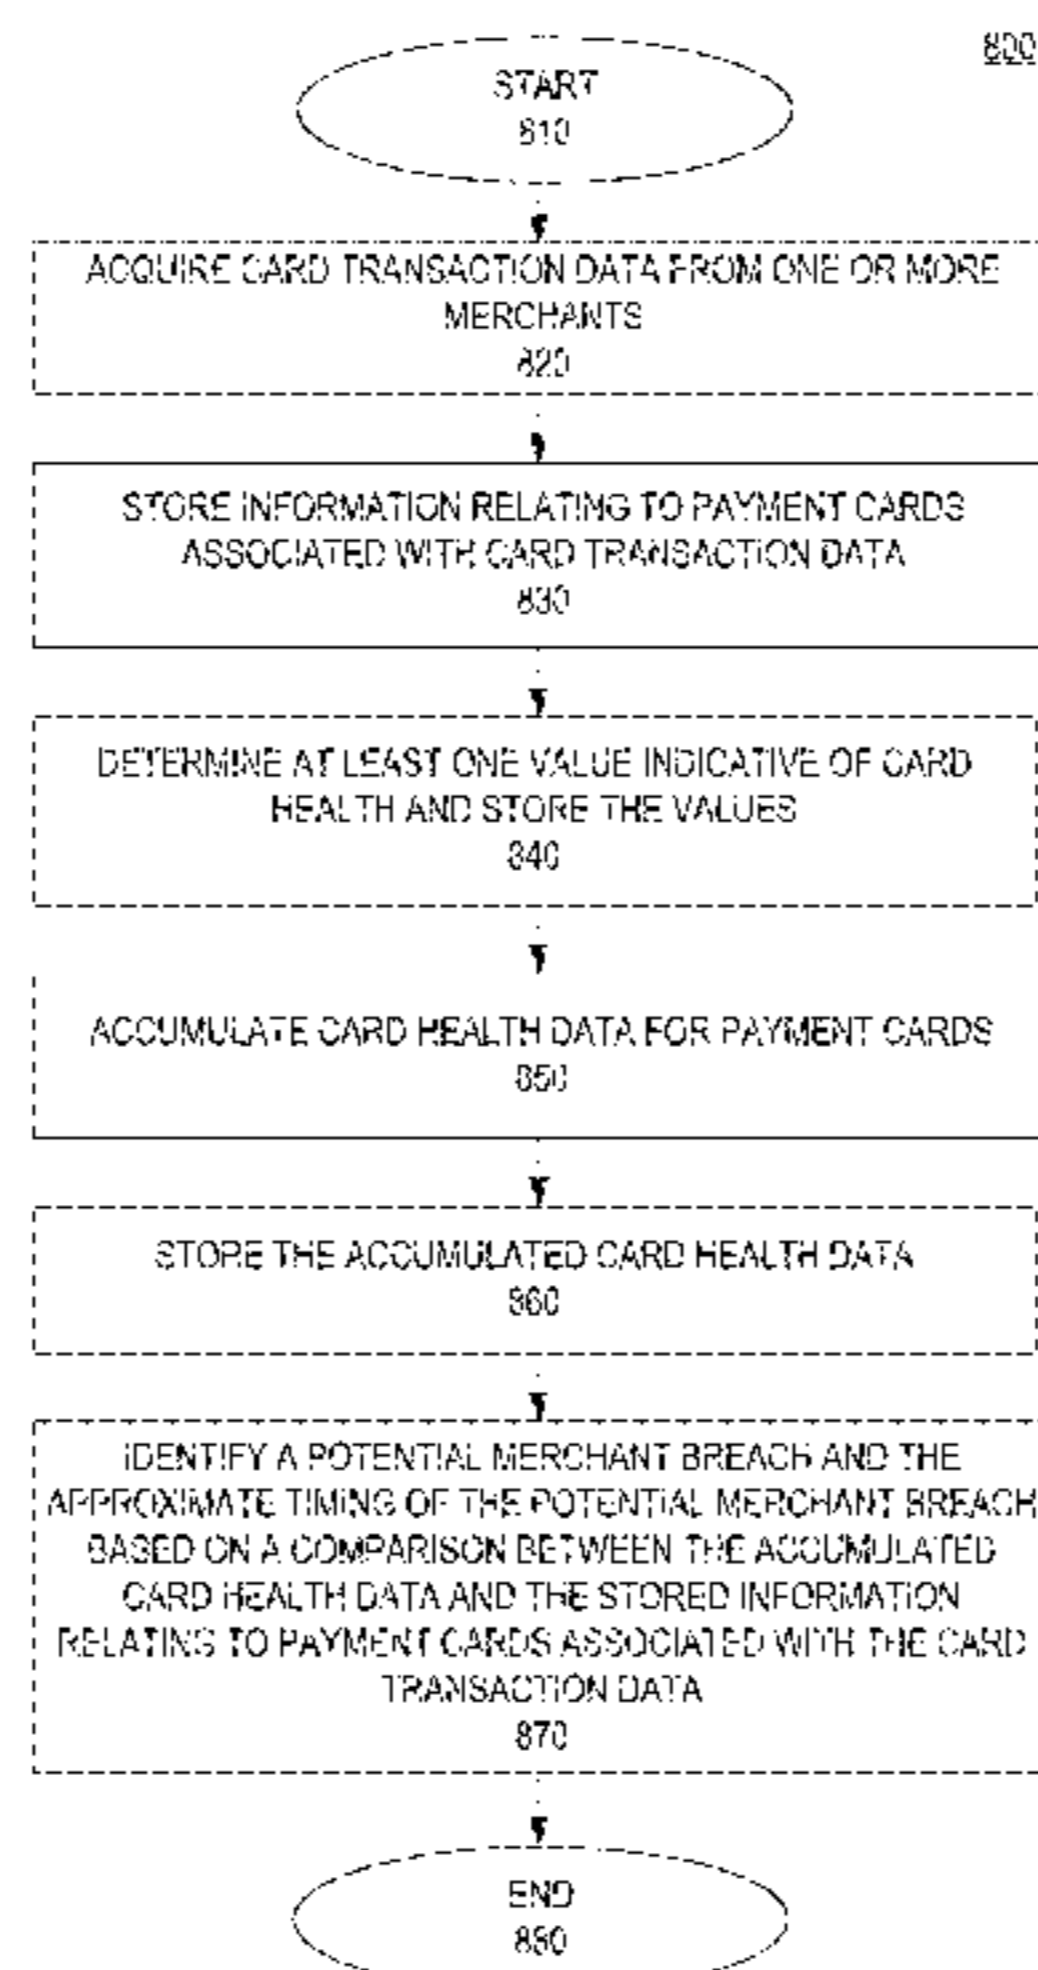 800
START
810
ACQUIRE CARD TRANSACTION DATA FROM ONE OR MORE
MERCHANTS
820
STORE INFORMATION RELATING TO PAYMENT CARDS
ASSOCIATED WITH CARD TRANSACTION DATA
830
DETERMINE AT LEAST ONE VALUE INDICATIVE OF CARD
HEALTH AND STORE THE VALUES
840
ACCUMULATE CARD HEALTH DATA FOR PAYMENT CARDS
850
STORE THE ACCUMULATED CARD HEALTH DATA
860
IDENTIFY A POTENTIAL MERCHANT BREACH AND THE
APPROXIMATE TIMING OF THE POTENTIAL MERCHANT BREACH
BASED ON A COMPARISON BETWEEN THE ACCUMULATED
CARD HEALTH DATA AND THE STORED INFORMATION
RELATING TO PAYMENT CARDS ASSOCIATED WITH THE CARD
TRANSACTION DATA
870
END
880